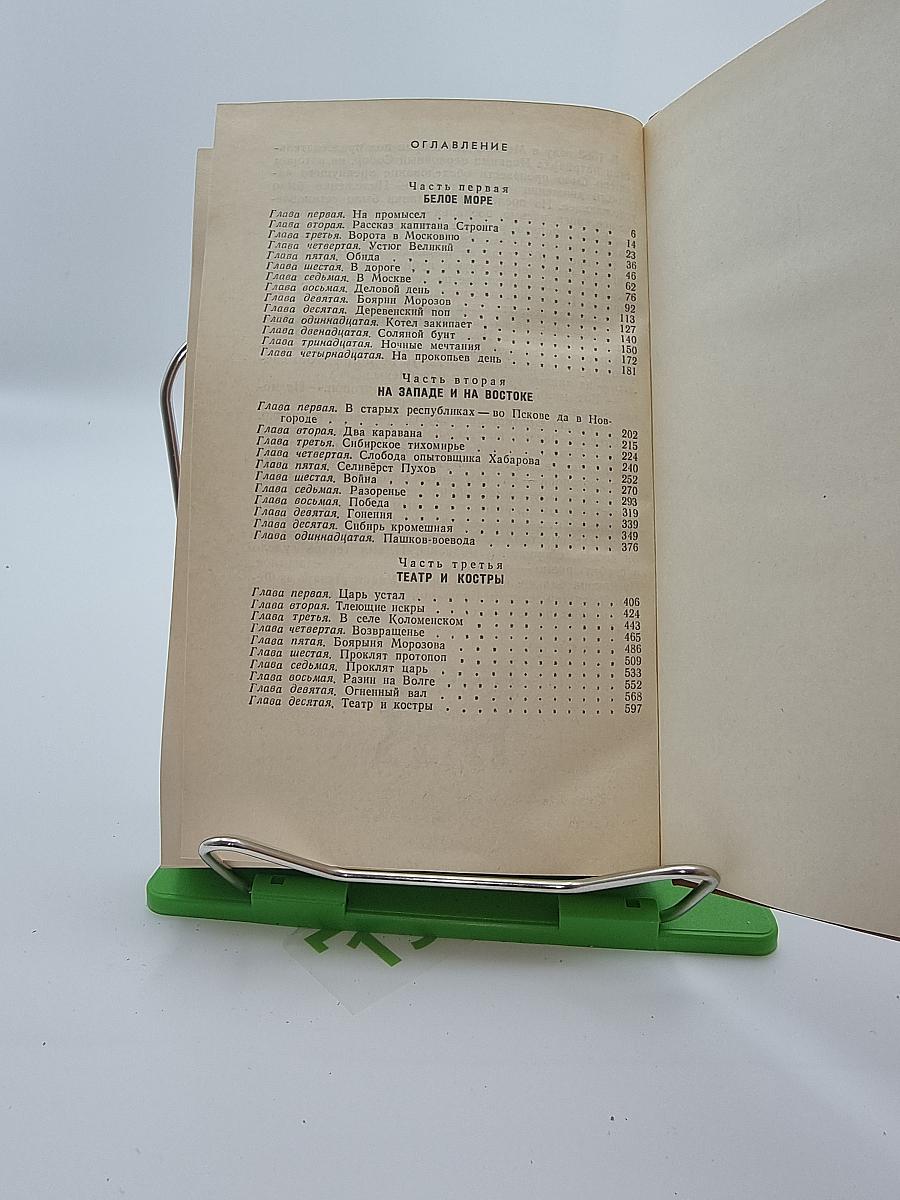 ОГЛАВЛЕНИЕ
Часть первая
БЕЛОЕ МОРЕ
Глава первая. На промысел . . . . . . . . . . . 6
Глава вторая. Рассказ капитана Стронга . . . . . . . 14
Глава третья. Ворота в Московию . . . . . . . . . 23
Глава четвертая. Устюг Великий . . . . . . . . . 36
Глава пятая. Обида . . . . . . . . . . . . 46
Глава шестая. В дороге . . . . . . . . . . . 62
Глава седьмая. В Москве . . . . . . . . . . . 76
Глава восьмая. Деловой день . . . . . . . . . . 92
Глава девятая. Боярин Морозов . . . . . . . . . 113
Глава десятая. Деревенский поп . . . . . . . . . 127
Глава одиннадцатая. Котел закипает . . . . . . . . 140
Глава двенадцатая. Соляной бунт . . . . . . . . . 150
Глава тринадцатая. Ночные мечтания . . . . . . . . 172
Глава четырнадцатая. На прокопьев день . . . . . . . 181
Часть вторая
НА ЗАПАДЕ И НА ВОСТОКЕ
Глава первая. В старых республиках — во Пскове да в Нов-
городе . . . . . . . . . . . . . . 202
Глава вторая. Два каравана . . . . . . . . . . 215
Глава третья. Сибирское тихомирье . . . . . . . . 224
Глава четвертая. Слобода опытовщика Хабарова . . . . . 240
Глава пятая. Селивёрст Пухов . . . . . . . . . 252
Глава шестая. Война . . . . . . . . . . . . 270
Глава седьмая. Разоренье . . . . . . . . . . . 293
Глава восьмая. Победа . . . . . . . . . . . 319
Глава девятая. Гонения . . . . . . . . . . . 339
Глава десятая. Сибирь кромешная . . . . . . . . . 349
Глава одиннадцатая. Пашков-воевода . . . . . . . . 376
Часть третья
ТЕАТР И КОСТРЫ
Глава первая. Царь устал . . . . . . . . . . . 406
Глава вторая. Тлеющие искры . . . . . . . . . . 424
Глава третья. В селе Коломенском . . . . . . . . . 443
Глава четвертая. Возвращенье . . . . . . . . . . 465
Глава пятая. Боярыня Морозова . . . . . . . . . 486
Глава шестая. Проклят протопоп . . . . . . . . . 509
Глава седьмая. Проклят царь . . . . . . . . . . 533
Глава восьмая. Разин на Волге . . . . . . . . . 552
Глава девятая. Огненный вал . . . . . . . . . . 568
Глава десятая. Театр и костры . . . . . . . . . 597